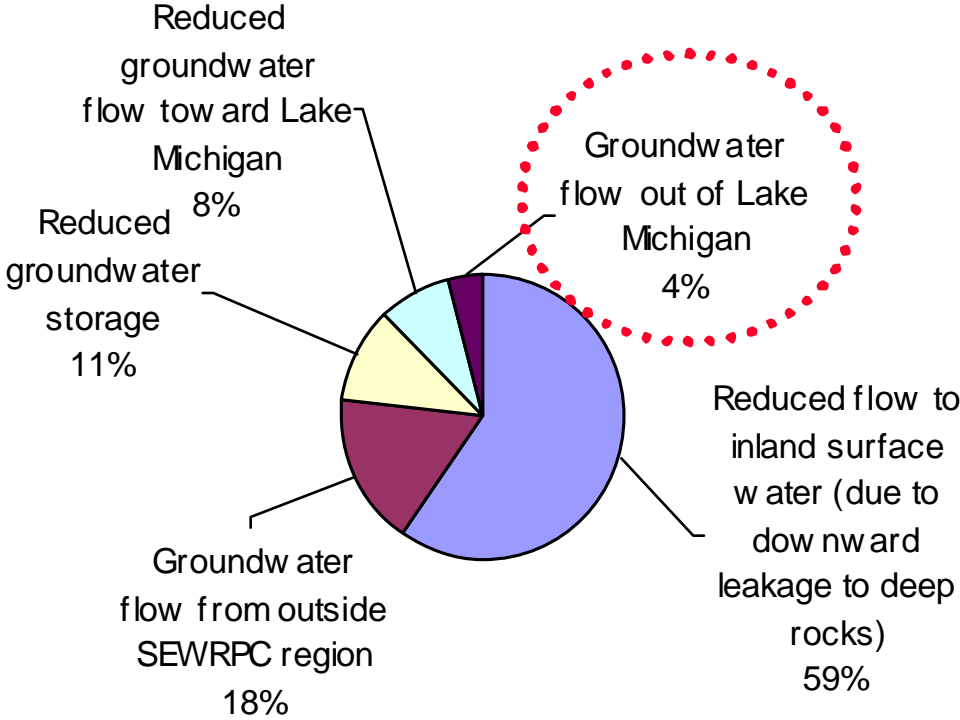 Reduced
groundwater
flow toward Lake
Michigan
8%
Groundwater
flow out of Lake
Michigan
4%
Reduced
groundwater
storage
11%
Reduced flow to
inland surface
water (due to
downward
leakage to deep
rocks)
59%
Groundwater
flow from outside
SEWRPC region
18%